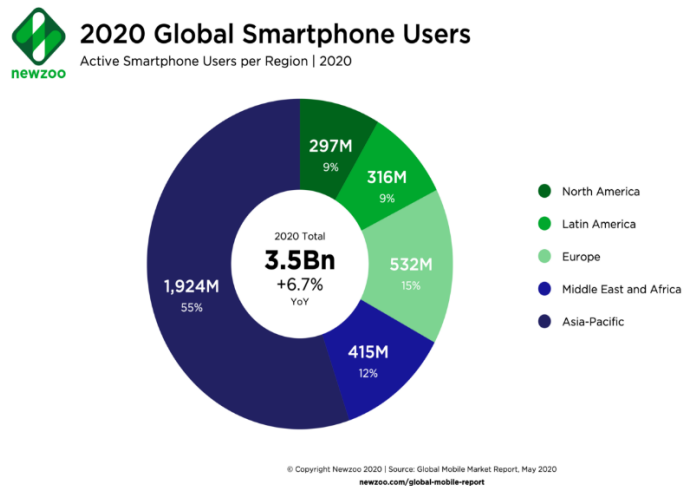 newzoo
2020 Global Smartphone Users
Active Smartphone Users per Region | 2020
297M
9%
316M
9%
532M
15%
415M
12%
1,924M
55%
2020 Total
3.5Bn
+6.7%
YoY
North America
Latin America
Europe
Middle East and Africa
Asia-Pacific
© Copyright Newzoo 2020 | Source: Global Mobile Market Report, May 2020
newzoo.com/global-mobile-report